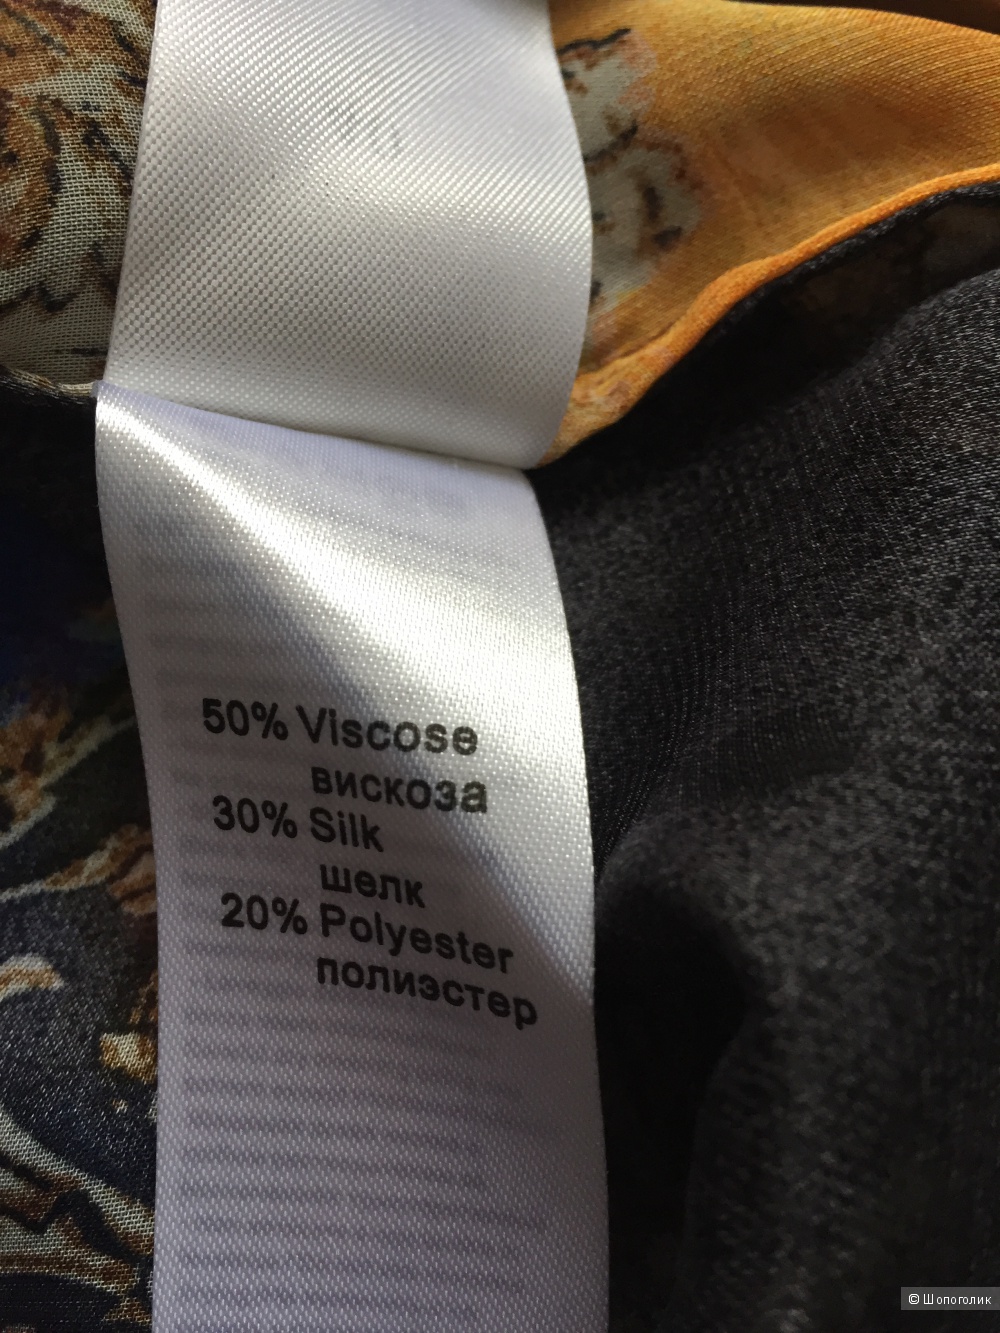 50% Viscose
вискоза
30% Silk
шелк
20% Polyester
полиэстер
© Шопоголик